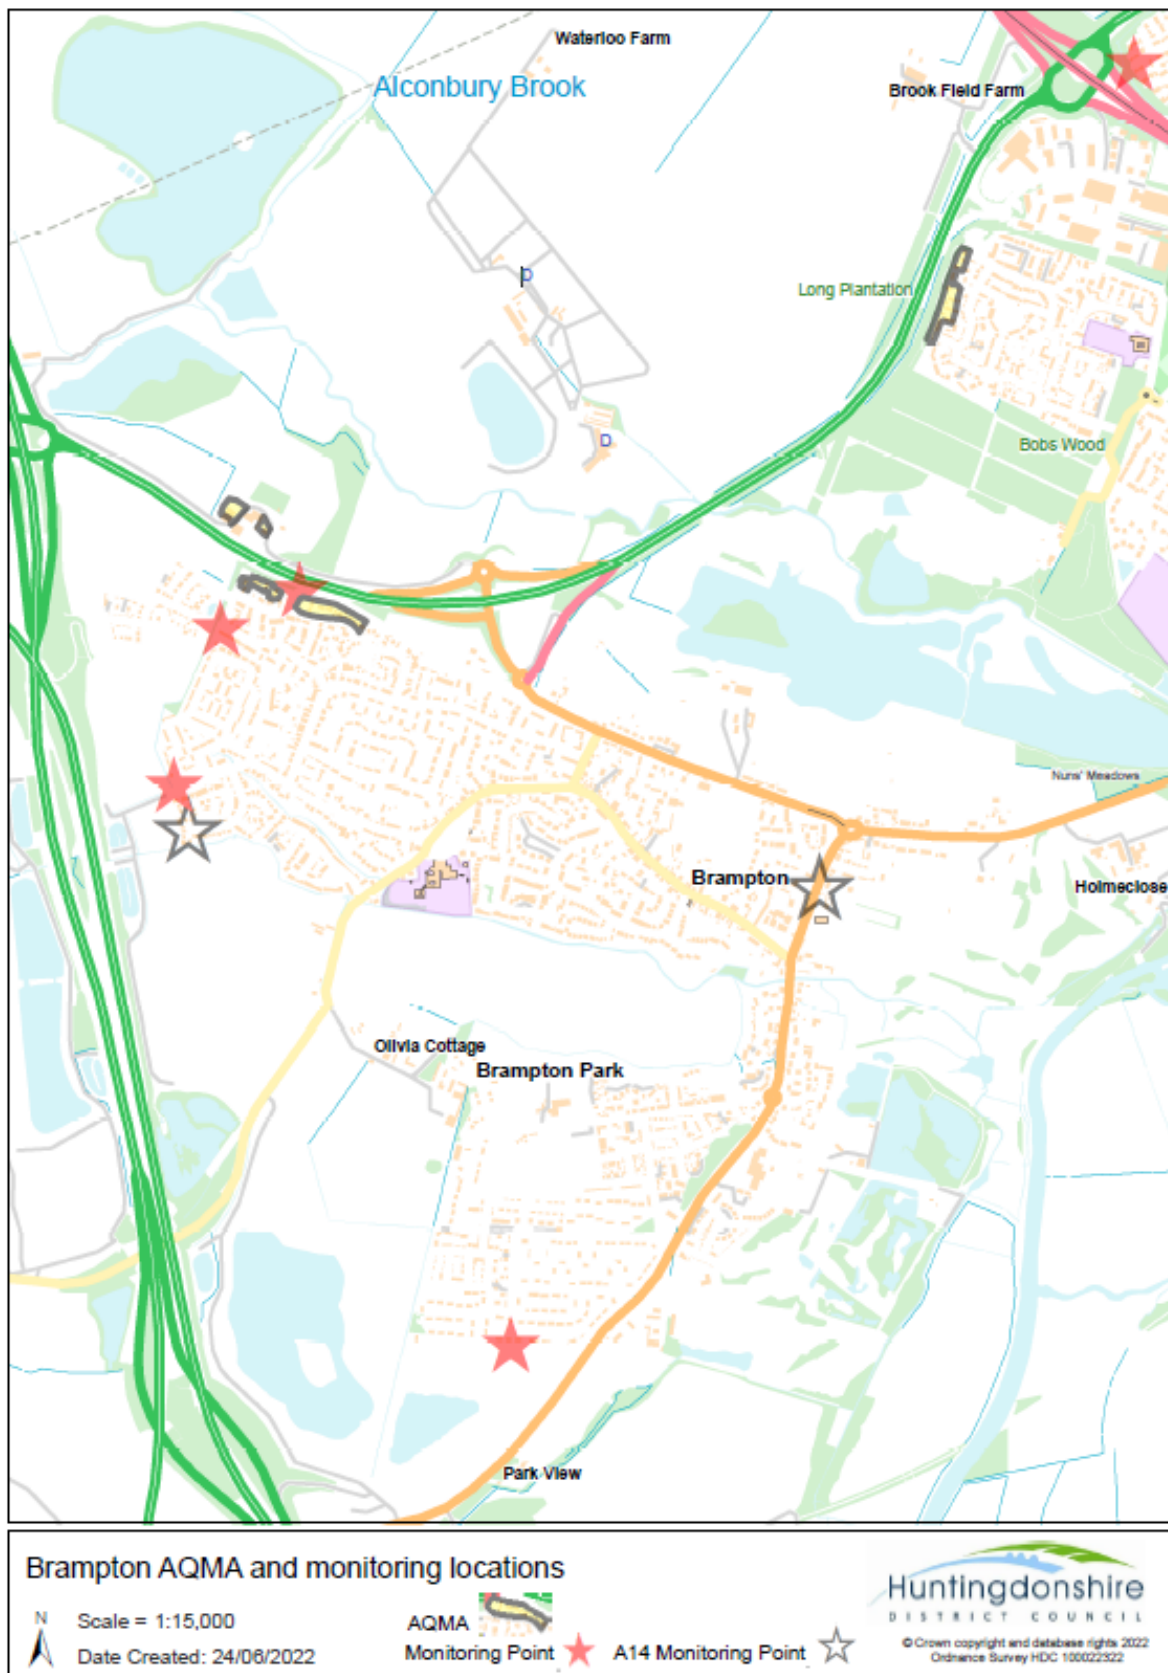 Waterloo Farm
Alconbury Brook
Brook Field Farm
D
Long Plantation
D
Bobs Wood
Nuns' Meadows
Brampton
Holmeclose
Olivia Cottage
Brampton Park
Park View
Brampton AQMA and monitoring locations
N
Scale = 1:15,000
Date Created: 24/06/2022
AQMA
Monitoring Point
A14 Monitoring Point
Huntingdonshire
DISTRICT COUNCIL
© Crown copyright and database rights 2022
Ordnance Survey HDC 100022322